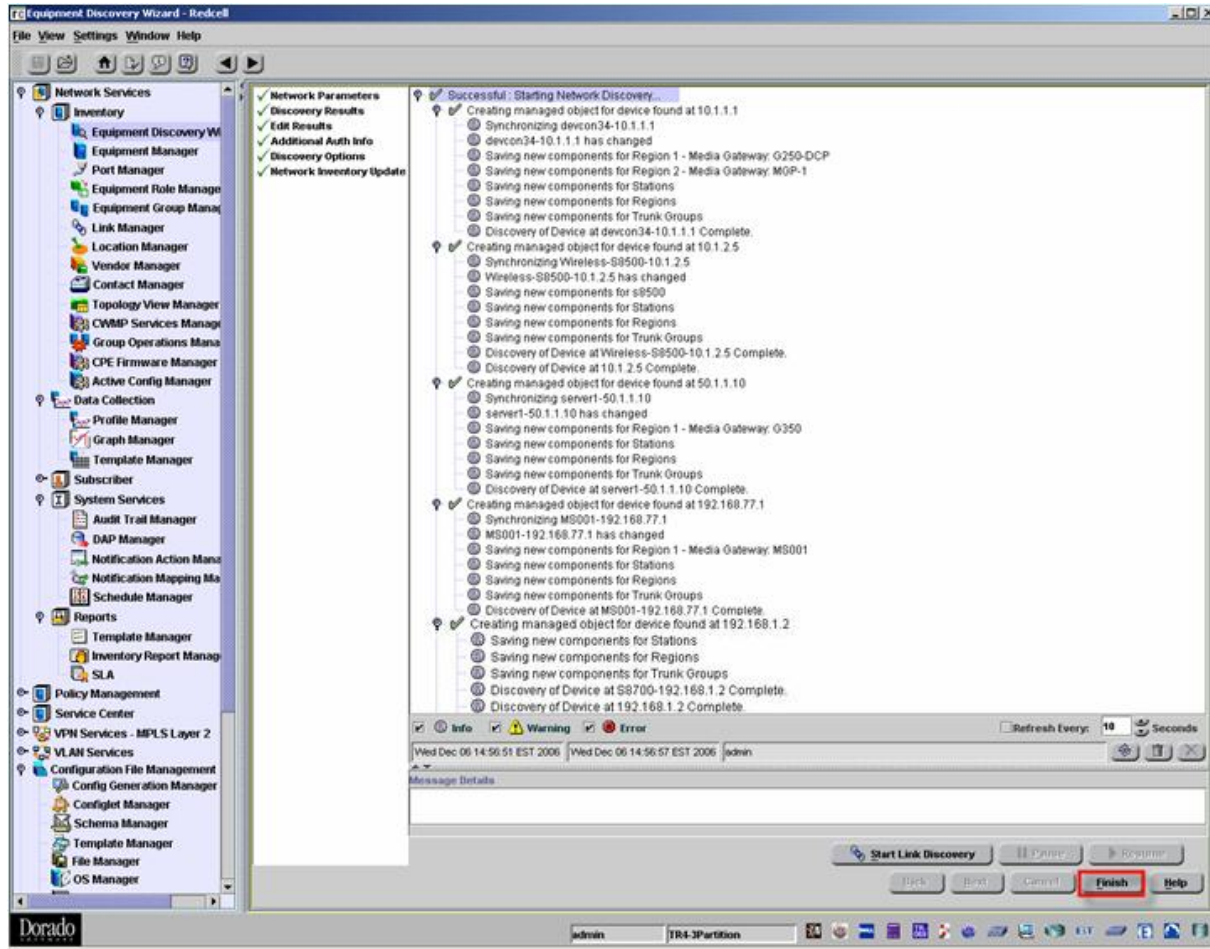 Equipment Discovery Wizard - Redcell
File View Settings Window Help
Network Services
Inventory
Equipment Discovery Wi
Equipment Manager
Port Manager
Equipment Role Manage
Equipment Group Manag
Link Manager
Location Manager
Vendor Manager
Contact Manager
Topology View Manager
CWMP Services Manage
Group Operations Mana
CPE Firmware Manager
Active Config Manager
Data Collection
Profile Manager
Graph Manager
Template Manager
Subscriber
System Services
Audit Trail Manager
DAP Manager
Notification Action Mana
Notification Mapping Ma
Schedule Manager
Reports
Template Manager
Inventory Report Manag
SLA
Policy Management
Service Center
VPN Services - MPLS Layer 2
VLAN Services
Configuration File Management
Config Generation Manager
Configlet Manager
Schema Manager
Template Manager
File Manager
OS Manager
Network Parameters
Discovery Results
Edit Results
Additional Auth Info
Discovery Options
Network Inventory Update
Successful : Starting Network Discovery...
Creating managed object for device found at 10.1.1.1
Synchronizing devcon34-10.1.1.1
devcon34-10.1.1.1 has changed
Saving new components for Region 1 - Media Gateway: G250-DCP
Saving new components for Region 2 - Media Gateway: MGP-1
Saving new components for Stations
Saving new components for Regions
Saving new components for Trunk Groups
Discovery of Device at devcon34-10.1.1.1 Complete.
Creating managed object for device found at 10.1.2.5
Synchronizing Wireless-S8500-10.1.2.5
Wireless-S8500-10.1.2.5 has changed
Saving new components for s8500
Saving new components for Stations
Saving new components for Regions
Saving new components for Trunk Groups
Discovery of Device at Wireless-S8500-10.1.2.5 Complete.
Discovery of Device at 10.1.2.5 Complete.
Creating managed object for device found at 50.1.1.10
Synchronizing server1-50.1.1.10
server1-50.1.1.10 has changed
Saving new components for Region 1 - Media Gateway: G350
Saving new components for Stations
Saving new components for Regions
Saving new components for Trunk Groups
Discovery of Device at server1-50.1.1.10 Complete.
Creating managed object for device found at 192.168.77.1
Synchronizing MS001-192.168.77.1
MS001-192.168.77.1 has changed
Saving new components for Region 1 - Media Gateway: MS001
Saving new components for Stations
Saving new components for Regions
Saving new components for Trunk Groups
Discovery of Device at MS001-192.168.77.1 Complete.
Creating managed object for device found at 192.168.1.2
Saving new components for Stations
Saving new components for Regions
Saving new components for Trunk Groups
Discovery of Device at S8700-192.168.1.2 Complete.
Discovery of Device at 192.168.1.2 Complete.
Info Warning Error Refresh Every: 10 Seconds
Wed Dec 06 14:56:51 EST 2006 Wed Dec 06 14:56:57 EST 2006 admin
Message Details
Start Link Discovery Pause Resume
Back Next Cancel Finish Help
Dorado
admin TR4-3Partition